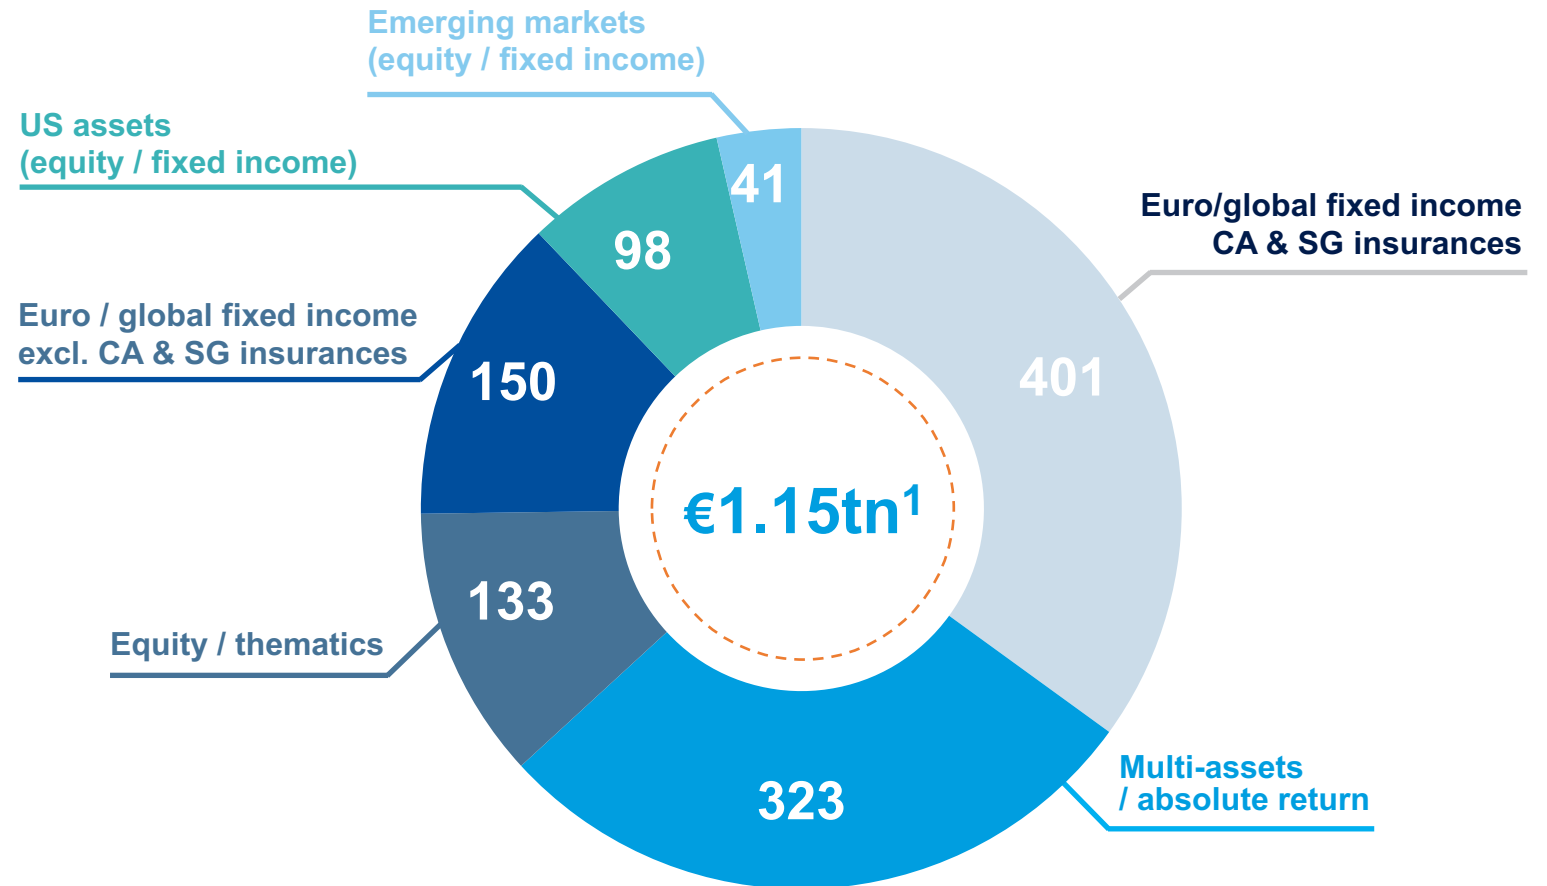 Emerging markets
(equity / fixed income)
US assets
(equity / fixed income)
41
98
Euro/global fixed income
CA & SG insurances
Euro / global fixed income
excl. CA & SG insurances
150
401
€1.15tn¹
133
Equity / thematics
323
Multi-assets
/ absolute return